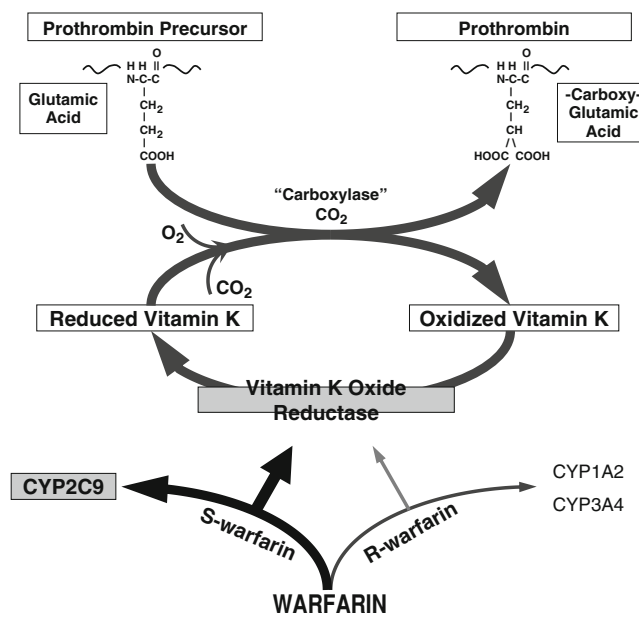 Prothrombin Precursor
Prothrombin
H H O
N-C-C
CH2
CH2
COOH
Glutamic
Acid
H H O
N-C-C
CH2
CH
HOOC COOH
-Carboxy-
Glutamic
Acid
“Carboxylase”
CO2
O2
CO2
Reduced Vitamin K
Oxidized Vitamin K
Vitamin K Oxide
Reductase
CYP2C9
S-warfarin
R-warfarin
CYP1A2
CYP3A4
WARFARIN